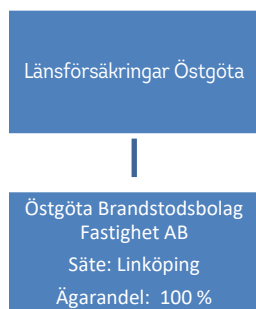 Länsförsäkringar Östgöta
Östgöta Brandstodsbolag
Fastighet AB
Säte: Linköping
Ägarandel: 100 %